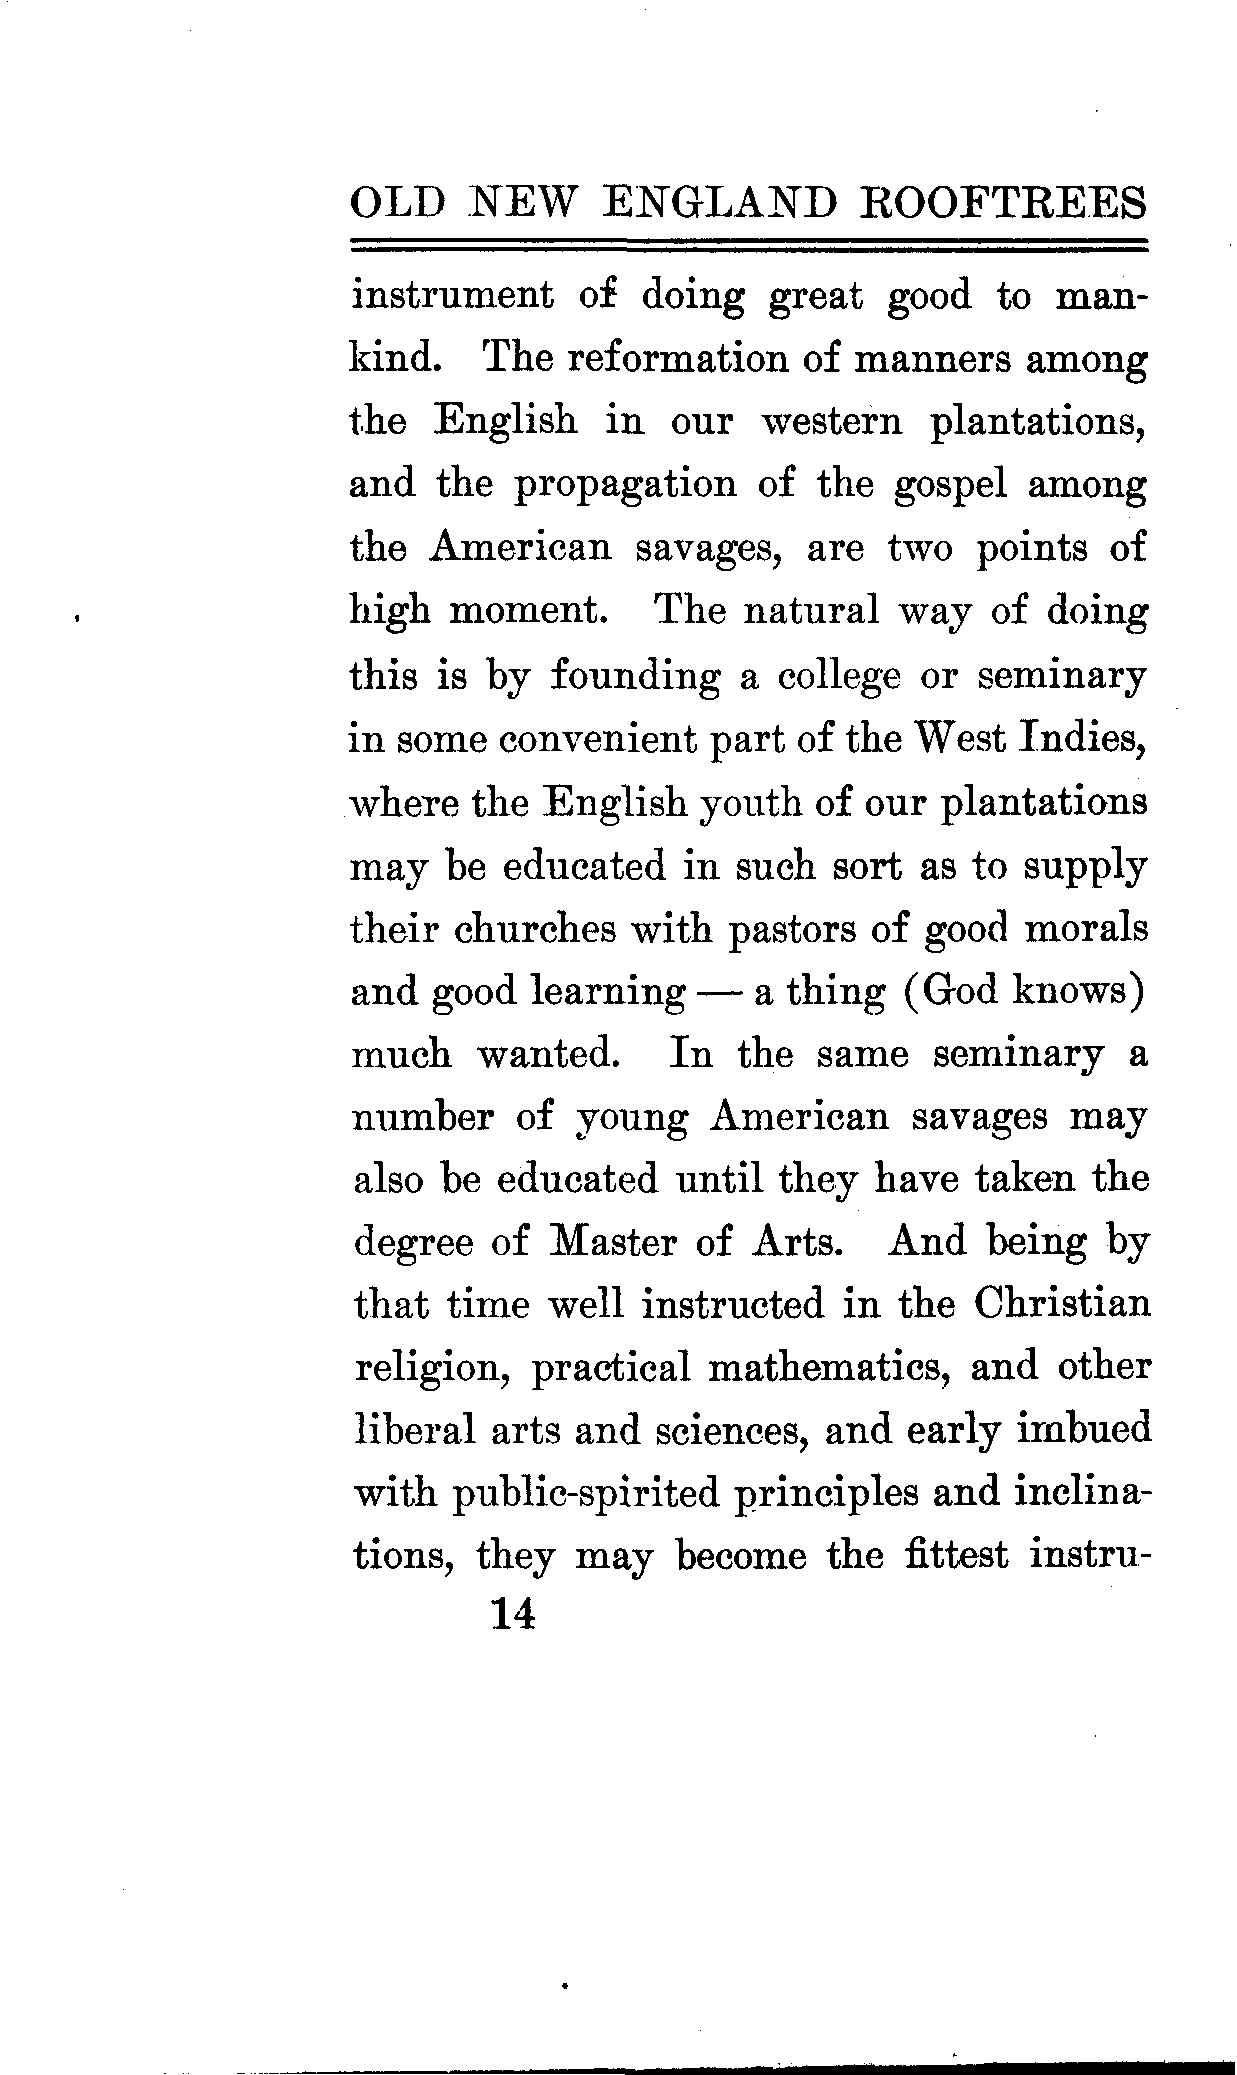 OLD NEW ENGLAND ROOFTREES
instrument of doing great good to man-
kind. The reformation of manners among
the English in our western plantations,
and the propagation of the gospel among
the American savages, are two points of
high moment. The natural way of doing
this is by founding a college or seminary
in some convenient part of the West Indies,
where the English youth of our plantations
may be educated in such sort as to supply
their churches with pastors of good morals
and good learning — a thing (God knows)
much wanted. In the same seminary a
number of young American savages may
also be educated until they have taken the
degree of Master of Arts. And being by
that time well instructed in the Christian
religion, practical mathematics, and other
liberal arts and sciences, and early imbued
with public-spirited principles and inclina-
tions, they may become the fittest instru-
14